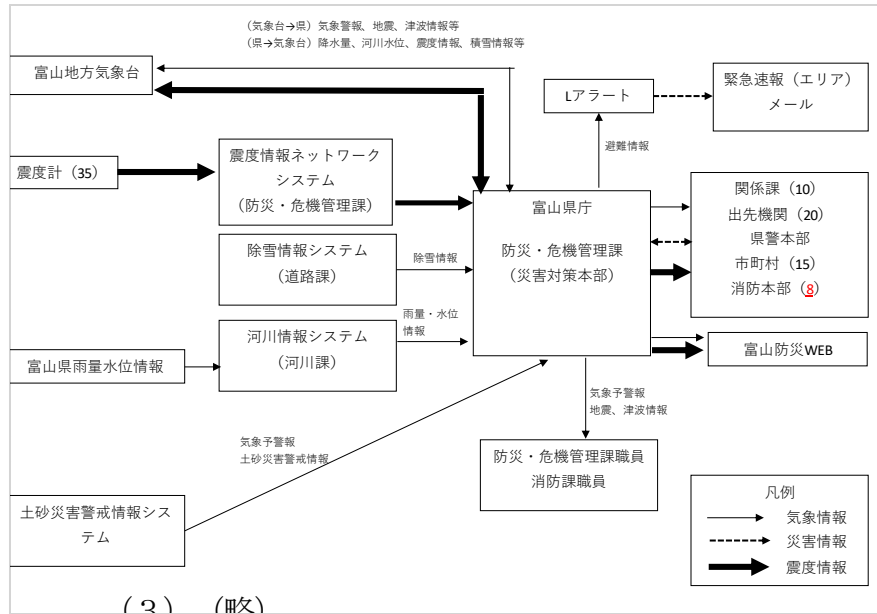 (気象台→県) 気象警報、地震、津波情報等
(県→気象台) 降水量、河川水位、震度情報、積雪情報等
富山地方気象台
Lアラート
緊急速報（エリア）
メール
避難情報
震度計（35）
震度情報ネットワーク
システム
（防災・危機管理課）
富山県庁
防災・危機管理課
（災害対策本部）
関係課（10）
出先機関（20）
県警本部
市町村（15）
消防本部（8）
除雪情報システム
（道路課）
除雪情報
雨量・水位
情報
富山県雨量水位情報
河川情報システム
（河川課）
富山防災WEB
気象予警報
地震、津波情報
気象予警報
土砂災害警戒情報
防災・危機管理課職員
消防課職員
土砂災害警戒情報シス
テム
凡例
気象情報
災害情報
震度情報
（3）（略）